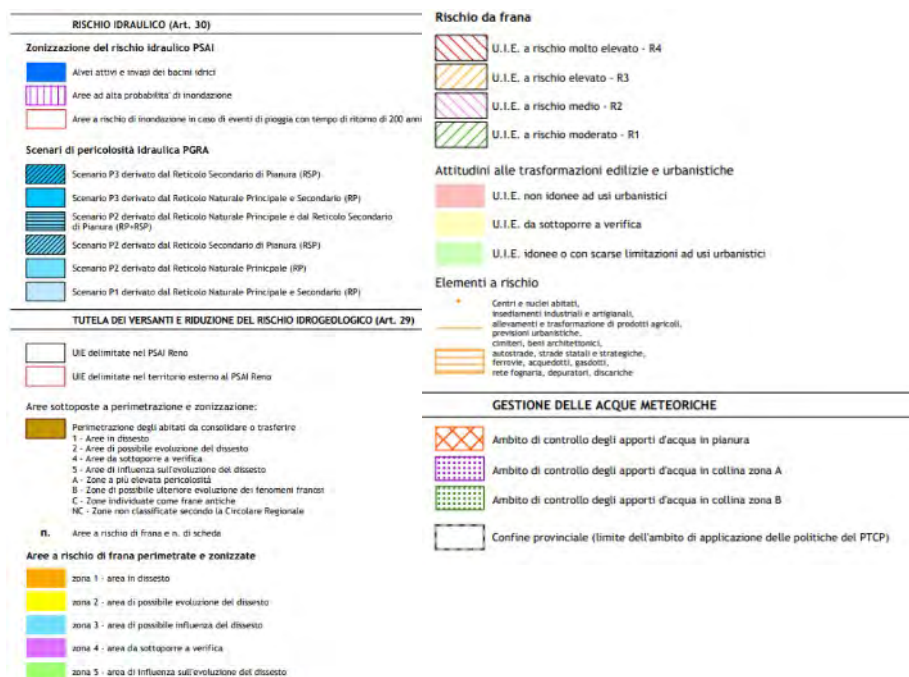 RISCHIO IDRAULICO (Art. 30)
Zonizzazione del rischio idraulico PSAI
Alvei attivi e invasi dei bacini idrici
Aree ad alta probabilita' di inondazione
Aree a rischio di inondazione in caso di eventi di pioggia con tempo di ritorno di 200 anni
Scenari di pericolosità idraulica PGRA
Scenario P3 derivato dal Reticolo Secondario di Pianura (RSP)
Scenario P3 derivato dal Reticolo Naturale Principale e Secondario (RP)
Scenario P2 derivato dal Reticolo Naturale Principale e dal Reticolo Secondario
di Pianura (RP+RSP)
Scenario P2 derivato dal Reticolo Secondario di Pianura (RSP)
Scenario P2 derivato dal Reticolo Naturale Prinicpale (RP)
Scenario P1 derivato dal Reticolo Naturale Principale e Secondario (RP)
TUTELA DEI VERSANTI E RIDUZIONE DEL RISCHIO IDROGEOLOGICO (Art. 29)
UIE delimitate nel PSAI Reno
UIE delimitate nel territorio esterno al PSAI Reno
Aree sottoposte a perimetrazione e zonizzazione:
Perimetrazione degli abitati da consolidare o trasferire
1 - Aree in dissesto
2 - Aree di possibile evoluzione del dissesto
4 - Aree da sottoporre a verifica
5 - Aree di influenza sull'evoluzione del dissesto
A - Zone a più elevata pericolosità
B - Zone di possibile ulteriore evoluzione dei fenomeni franosi
C - Zone individuate come frane antiche
NC - Zone non classificate secondo la Circolare Regionale
n. Aree a rischio di frana e n. di scheda
Aree a rischio di frana perimetrate e zonizzate
zona 1 - area in dissesto
zona 2 - area di possibile evoluzione del dissesto
zona 3 - area di possibile influenza del dissesto
zona 4 - area da sottoporre a verifica
zona 5 - area di influenza sull'evoluzione del dissesto
Rischio da frana
U.I.E. a rischio molto elevato - R4
U.I.E. a rischio elevato - R3
U.I.E. a rischio medio - R2
U.I.E. a rischio moderato - R1
Attitudini alle trasformazioni edilizie e urbanistiche
U.I.E. non idonee ad usi urbanistici
U.I.E. da sottoporre a verifica
U.I.E. idonee o con scarse limitazioni ad usi urbanistici
Elementi a rischio
Centri e nuclei abitati,
insediamenti industriali e artigianali,
allevamenti e trasformazione di prodotti agricoli,
previsioni urbanistiche,
cimiteri, beni architettonici,
autostrade, strade statali e strategiche,
ferrovie, acquedotti, gasdotti,
rete fognaria, depuratori, discariche
GESTIONE DELLE ACQUE METEORICHE
Ambito di controllo degli apporti d'acqua in pianura
Ambito di controllo degli apporti d'acqua in collina zona A
Ambito di controllo degli apporti d'acqua in collina zona B
Confine provinciale (limite dell'ambito di applicazione delle politiche del PTCP)